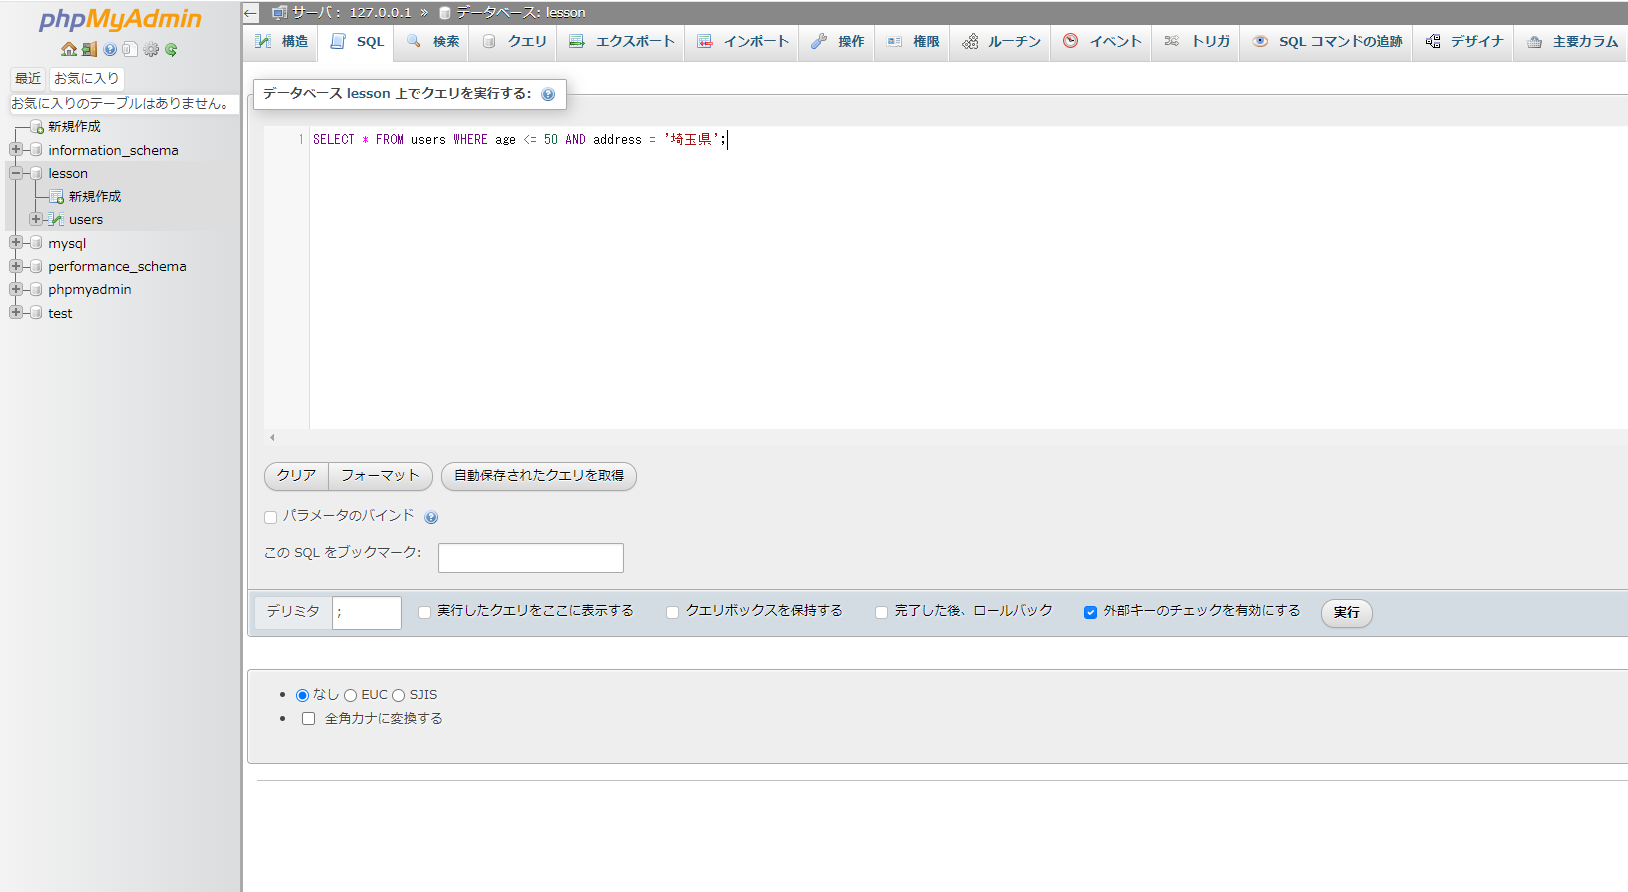 phpMyAdmin
最近 お気に入り
お気に入りのテーブルはありません。
新規作成
information_schema
lesson
新規作成
users
mysql
performance_schema
phpmyadmin
test
サーバ: 127.0.0.1 » データベース: lesson
構造 SQL 検索 クエリ エクスポート インポート 操作 権限 ルーチン イベント トリガ SQL コマンドの追跡 デザイナ 主要カラム
データベース lesson 上でクエリを実行する:
1 SELECT * FROM users WHERE age <= 50 AND address = '埼玉県';
クリア フォーマット 自動保存されたクエリを取得
パラメータのバインド
この SQL をブックマーク:
デリミタ ; 実行したクエリをここに表示する クエリボックスを保持する 完了した後、ロールバック 外部キーのチェックを有効にする 実行
なし EUC SJIS
全角カナに変換する